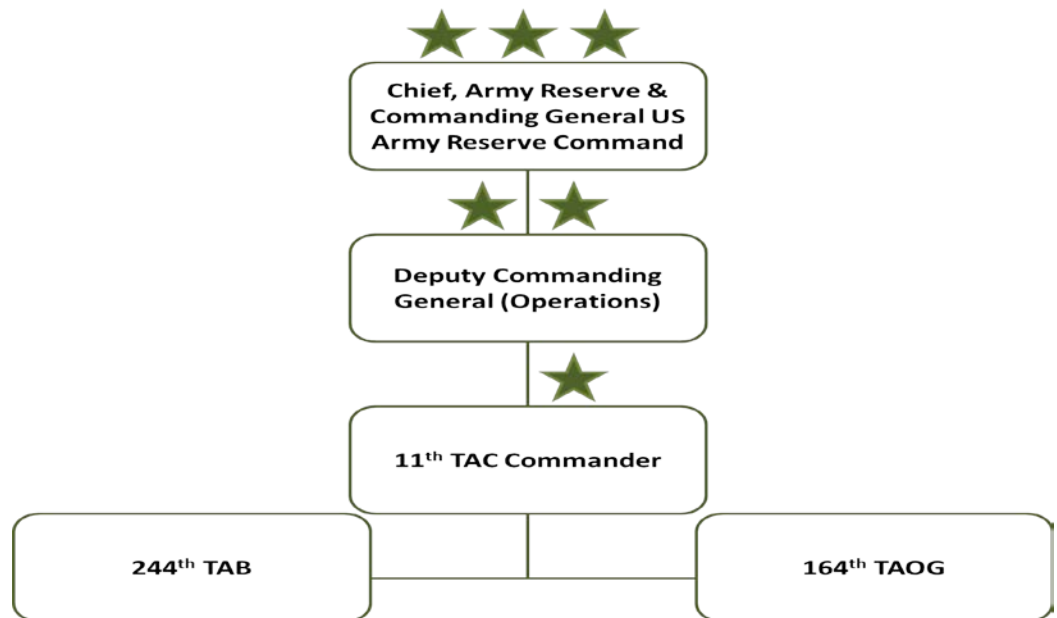 Chief, Army Reserve &
Commanding General US
Army Reserve Command
Deputy Commanding
General (Operations)
11th TAC Commander
244th TAB
164th TAOG